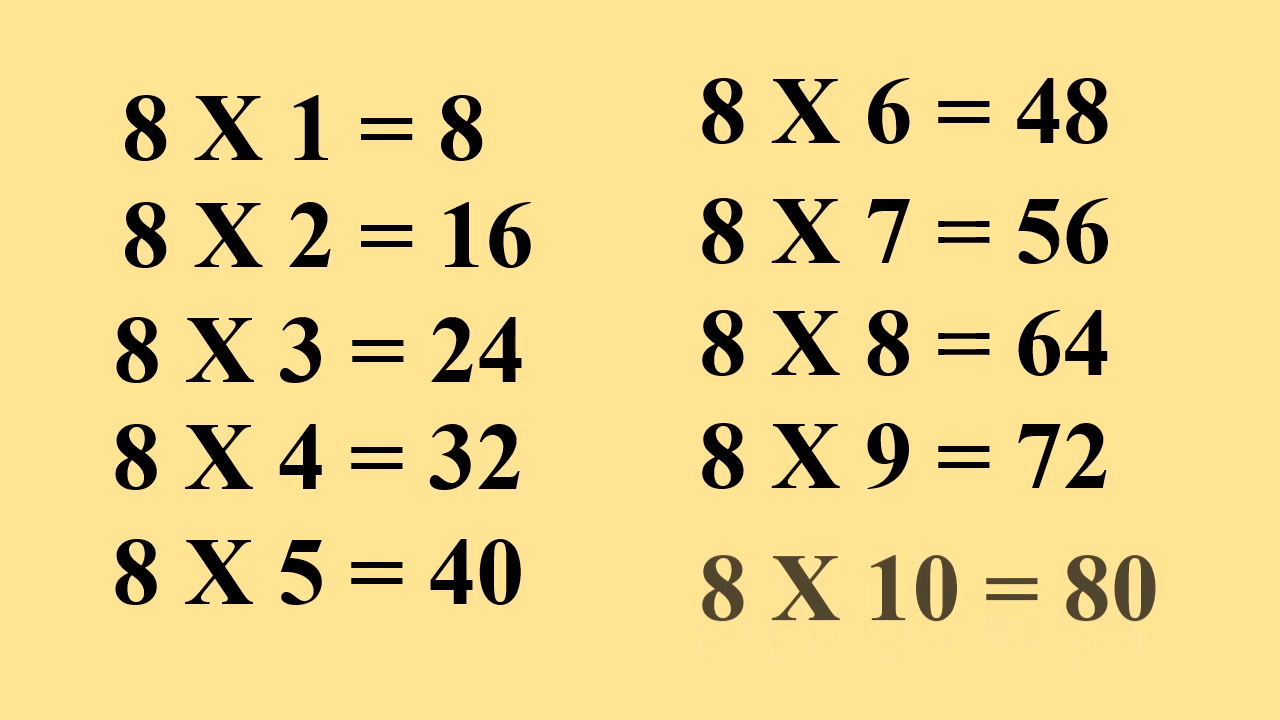 8 X 1 = 8
8 X 2 = 16
8 X 3 = 24
8 X 4 = 32
8 X 5 = 40
8 X 6 = 48
8 X 7 = 56
8 X 8 = 64
8 X 9 = 72
8 X 10 = 80